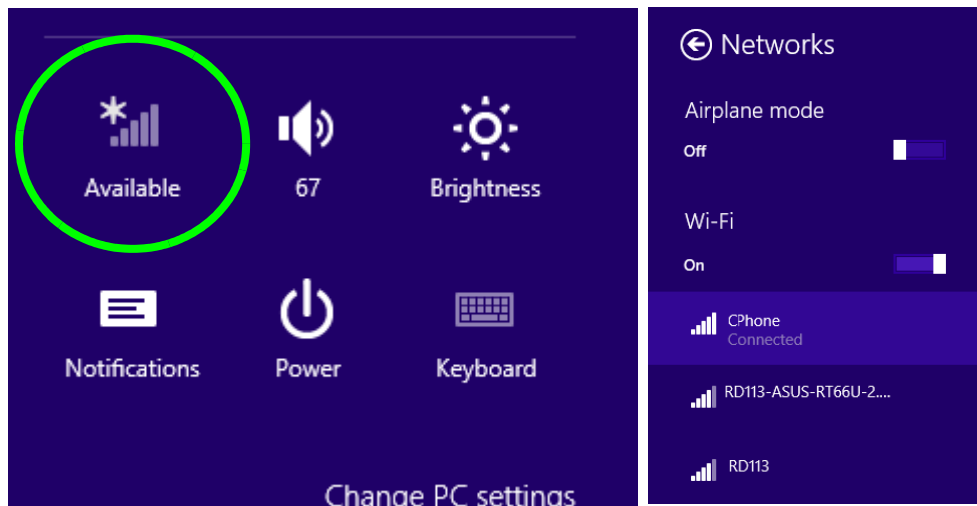 Available
67
Brightness
Notifications
Power
Keyboard
Change PC settings
Networks
Airplane mode
Off
Wi-Fi
On
CPhone
Connected
RD113-ASUS-RT66U-2....
RD113